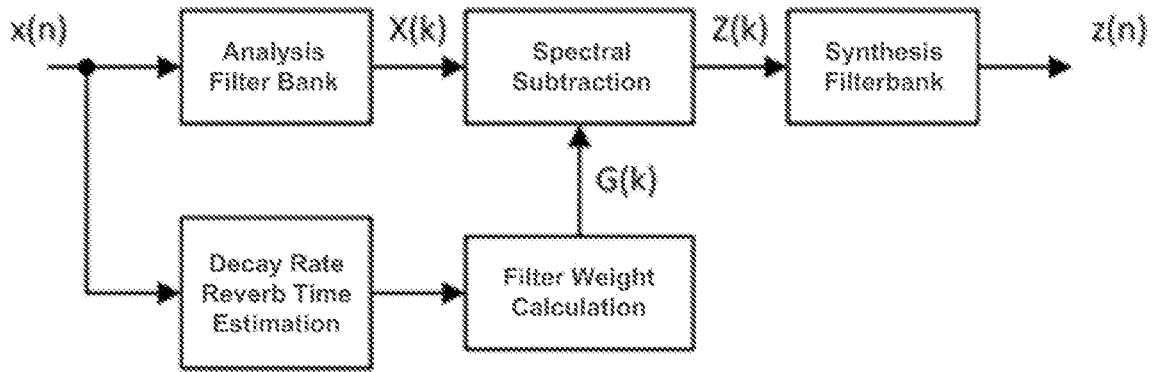 x(n)
Analysis
Filter Bank
X(k)
Spectral
Subtraction
Z(k)
Synthesis
Filterbank
z(n)
G(k)
Decay Rate
Reverb Time
Estimation
Filter Weight
Calculation